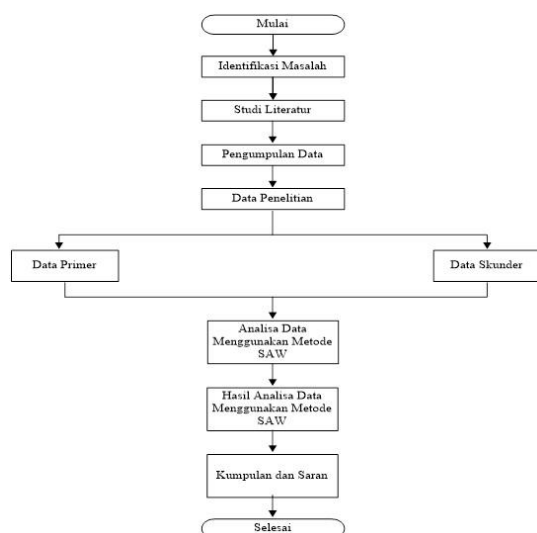 Mulai
Identifikasi Masalah
Studi Literatur
Pengumpulan Data
Data Penelitian
Data Primer
Data Skunder
Analisa Data
Menggunakan Metode
SAW
Hasil Analisa Data
Menggunakan Metode
SAW
Kumpulan dan Saran
Selesai